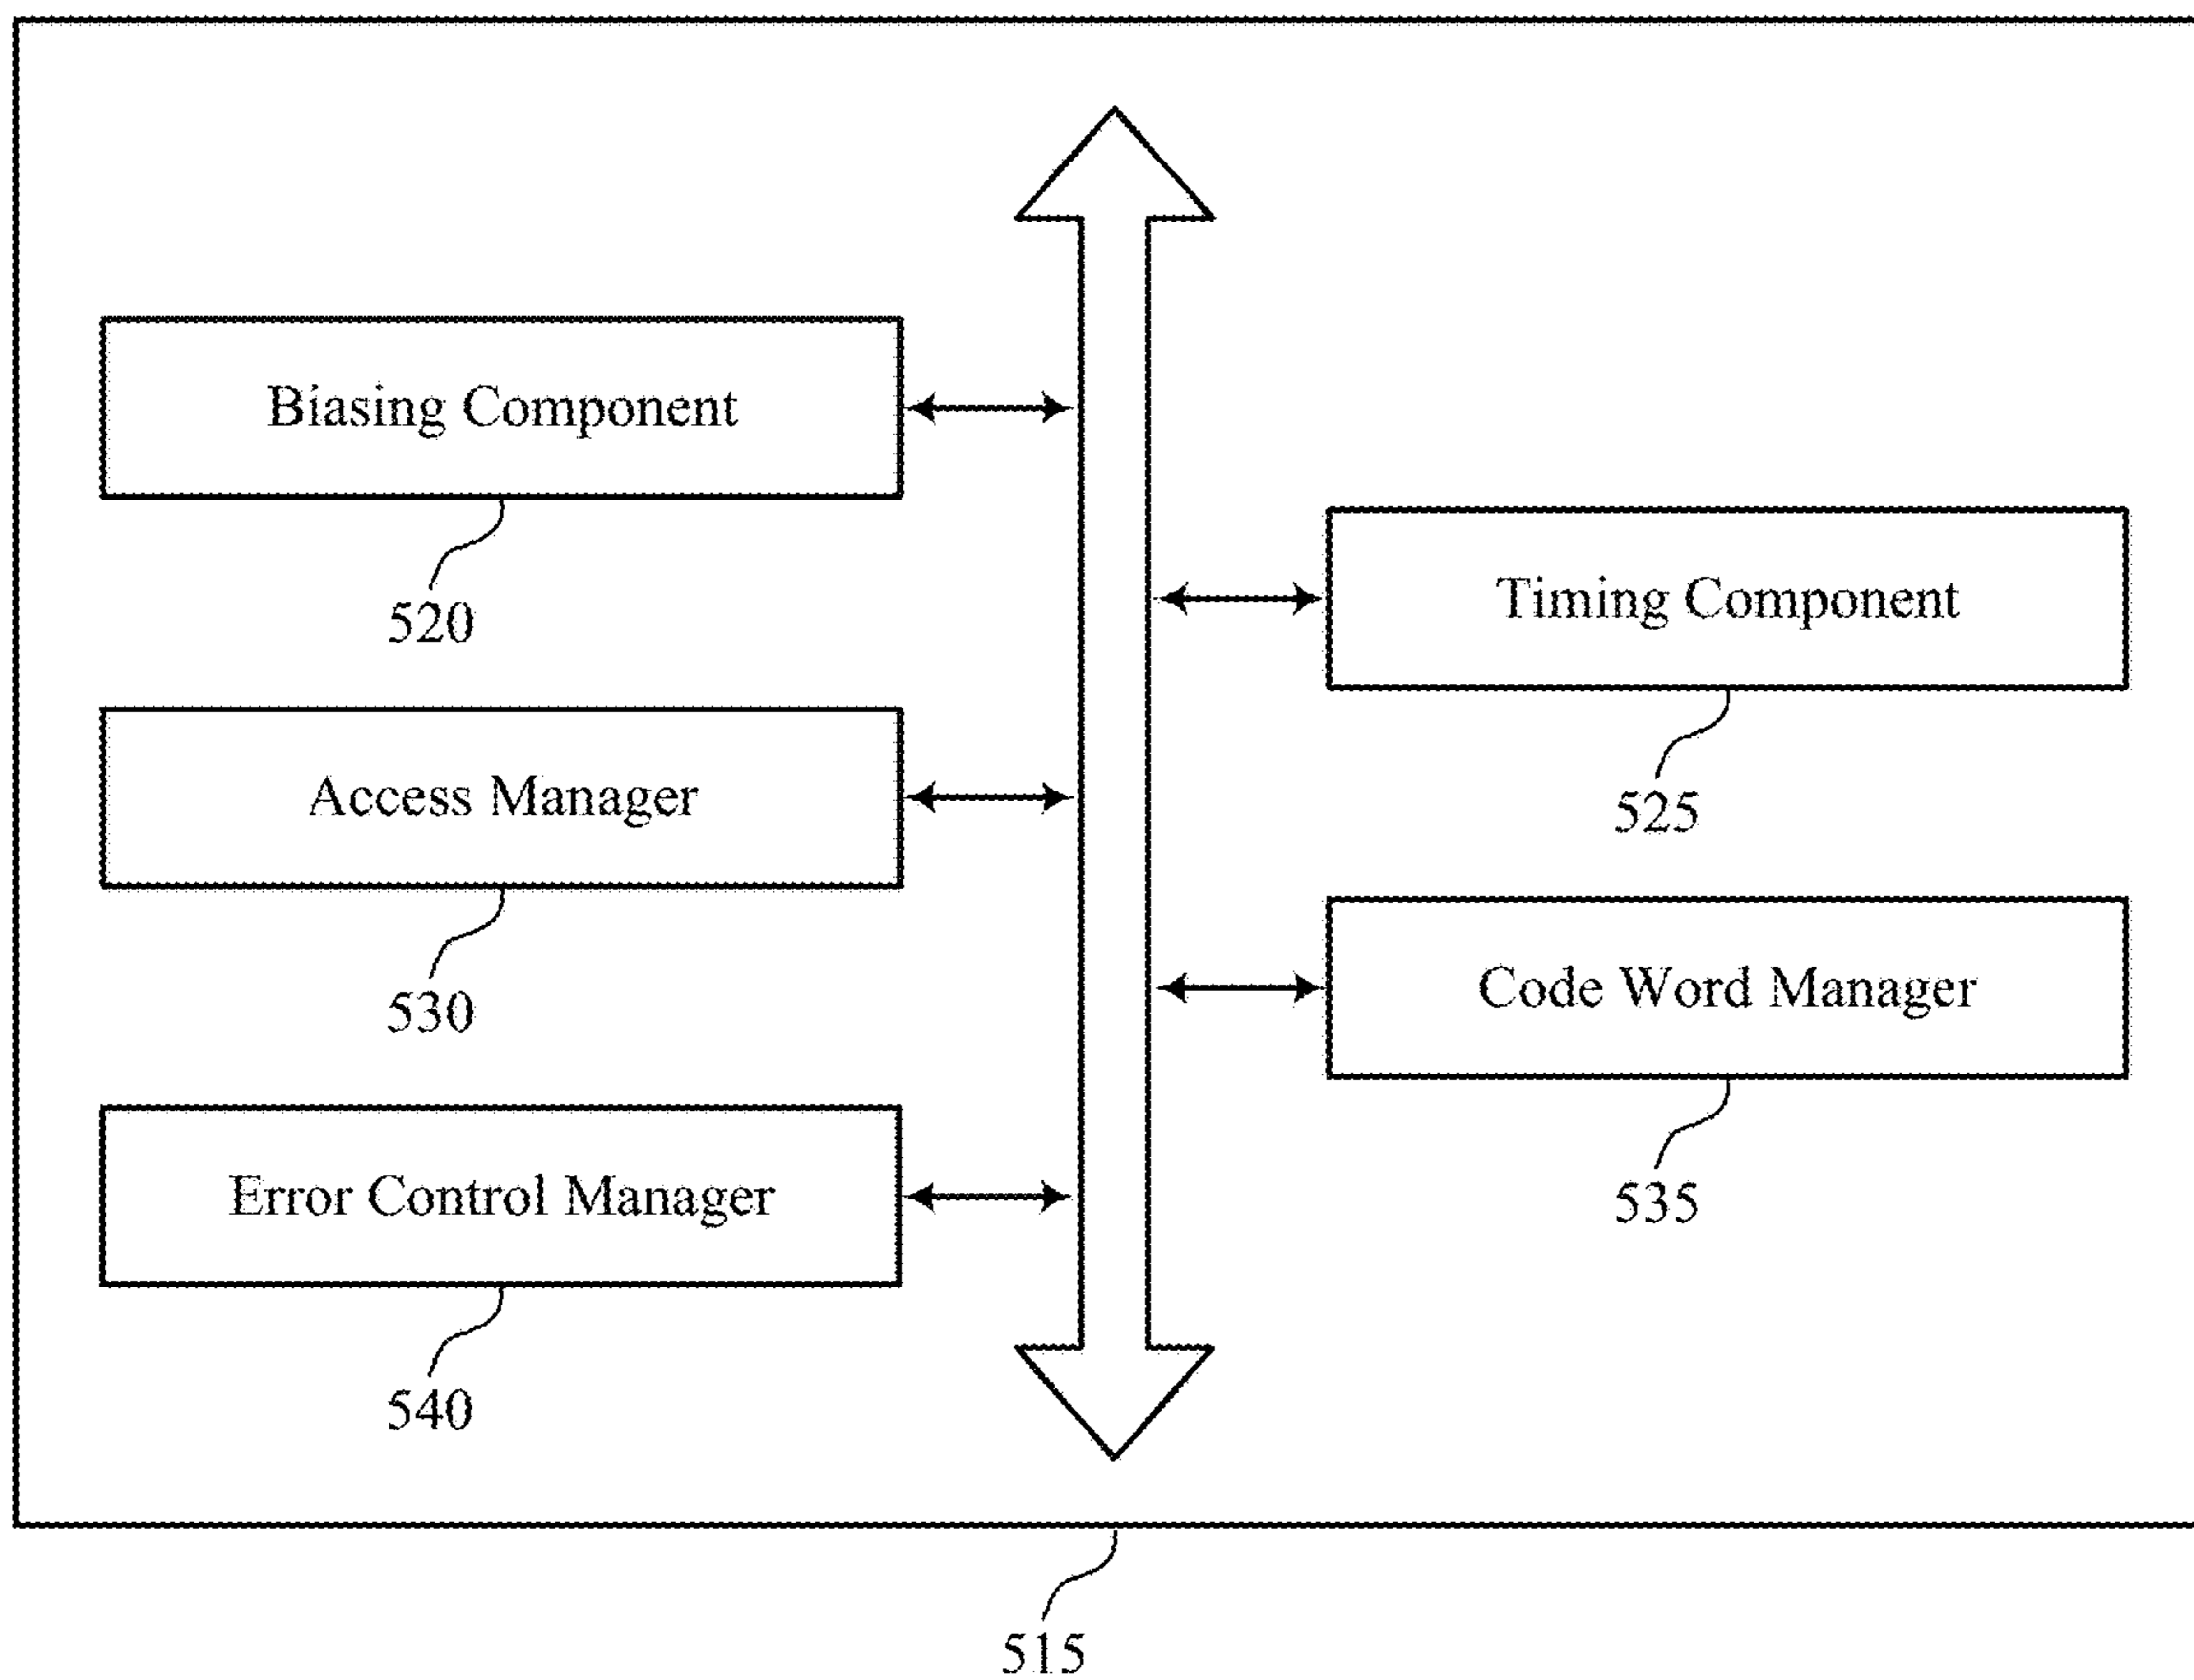 Biasing Component
520
Timing Component
525
Access Manager
530
Code Word Manager
535
Error Control Manager
540
515